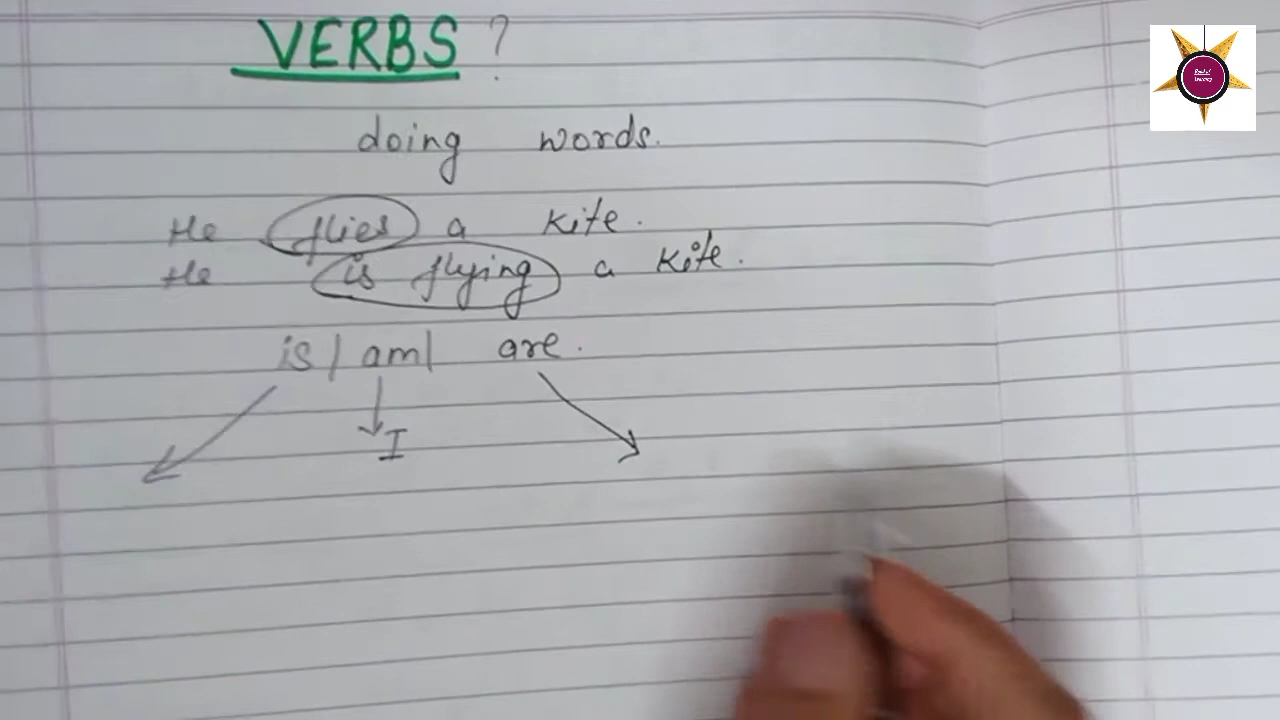 VERBS ?
doing words.
He flies a kite.
He is flying a kite.
is / am / are.
I